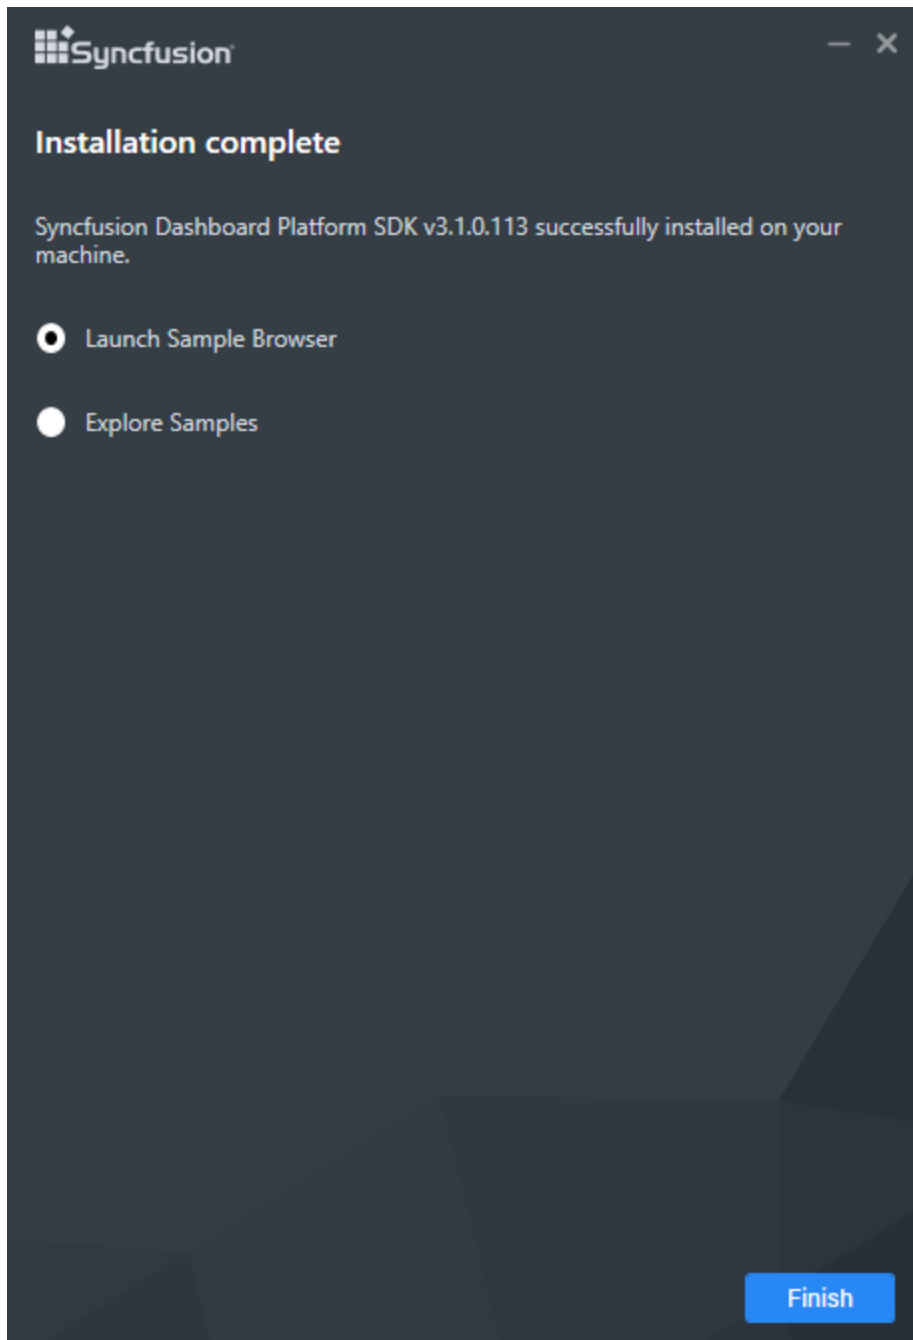 Syncfusion
Installation complete
Syncfusion Dashboard Platform SDK v3.1.0.113 successfully installed on your
machine.
Launch Sample Browser
Explore Samples
Finish